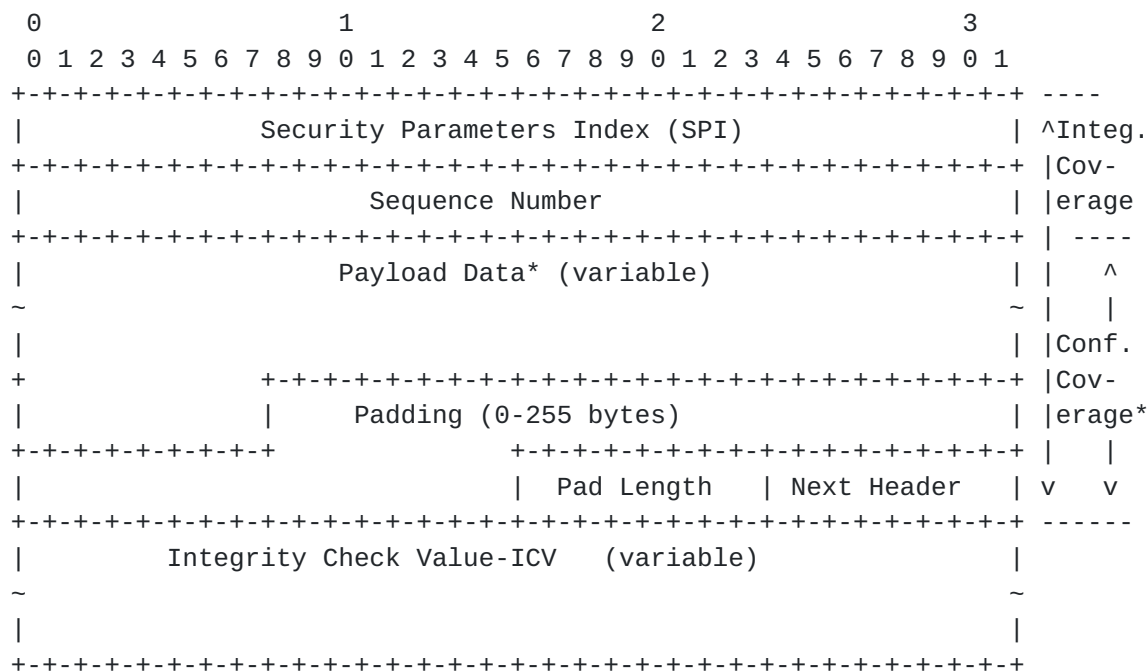 0                   1                   2                   3
 0 1 2 3 4 5 6 7 8 9 0 1 2 3 4 5 6 7 8 9 0 1 2 3 4 5 6 7 8 9 0 1
+-+-+-+-+-+-+-+-+-+-+-+-+-+-+-+-+-+-+-+-+-+-+-+-+-+-+-+-+-+-+-+-+ ----
|               Security Parameters Index (SPI)                 | ^Integ.
+-+-+-+-+-+-+-+-+-+-+-+-+-+-+-+-+-+-+-+-+-+-+-+-+-+-+-+-+-+-+-+-+ |Cov-
|                      Sequence Number                          | |erage
+-+-+-+-+-+-+-+-+-+-+-+-+-+-+-+-+-+-+-+-+-+-+-+-+-+-+-+-+-+-+-+-+ | ----
|                    Payload Data* (variable)                   | |   ^
~                                                               ~ |   |
|                                                               | |Conf.
+               +-+-+-+-+-+-+-+-+-+-+-+-+-+-+-+-+-+-+-+-+-+-+-+-+ |Cov-
|               |     Padding (0-255 bytes)                     | |erage*
+-+-+-+-+-+-+-+-+               +-+-+-+-+-+-+-+-+-+-+-+-+-+-+-+-+ |   |
|                               |  Pad Length   | Next Header   | v   v
+-+-+-+-+-+-+-+-+-+-+-+-+-+-+-+-+-+-+-+-+-+-+-+-+-+-+-+-+-+-+-+-+ ------
|         Integrity Check Value-ICV   (variable)                |
~                                                               ~
|                                                               |
+-+-+-+-+-+-+-+-+-+-+-+-+-+-+-+-+-+-+-+-+-+-+-+-+-+-+-+-+-+-+-+-+